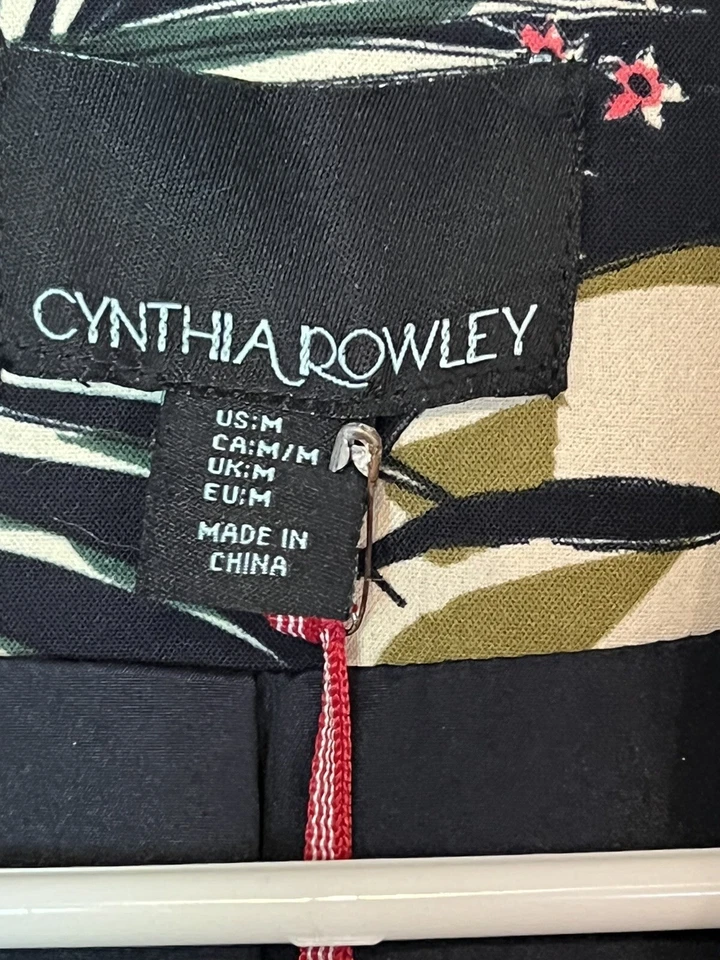 CYNTHIA ROWLEY
US:M
CA:M/M
UK:M
EU:M
MADE IN
CHINA